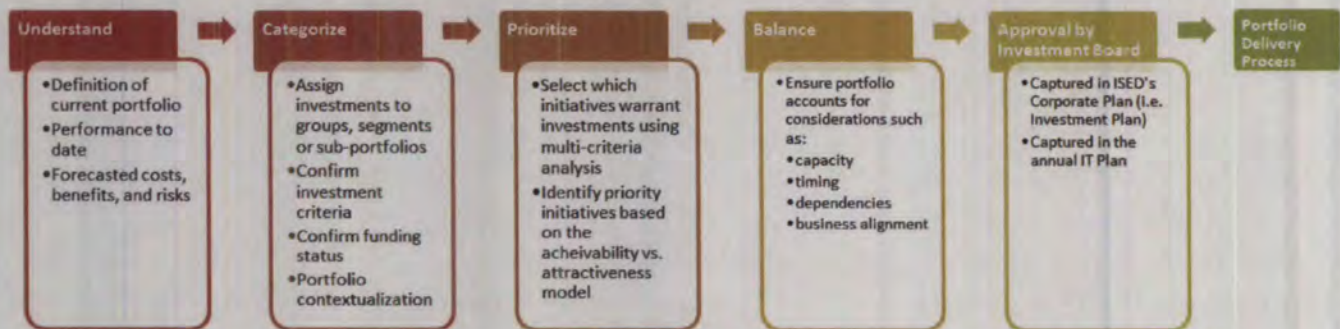 Understand
•Definition of
current portfolio
•Performance to
date
•Forecasted costs,
benefits, and risks
Categorize
•Assign
investments to
groups, segments
or sub-portfolios
•Confirm
investment
criteria
•Confirm funding
status
•Portfolio
contextualization
Prioritize
•Select which
initiatives warrant
investments using
multi-criteria
analysis
•Identify priority
initiatives based
on the
acheivability vs.
attractiveness
model
Balance
•Ensure portfolio
accounts for
considerations such
as:
•capacity
•timing
•dependencies
•business alignment
Approval by
Investment Board
•Captured in ISED's
Corporate Plan (i.e.
Investment Plan)
•Captured in the
annual IT Plan
Portfolio
Delivery
Process